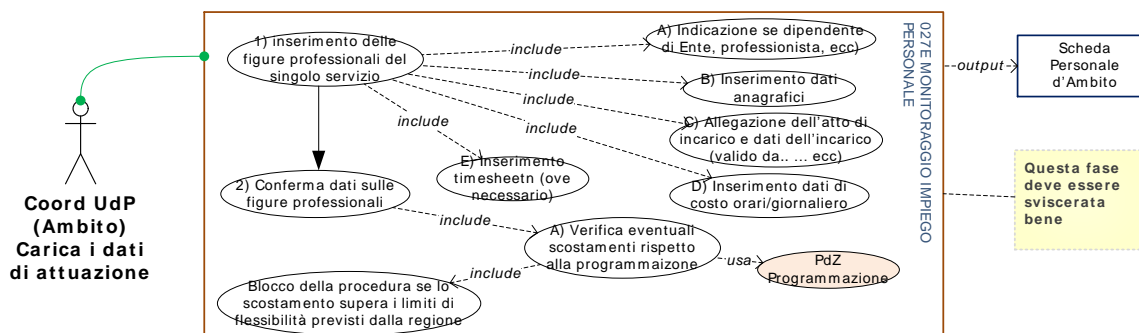 Coord UdP
(Ambito)
Carica i dati
di attuazione
1) inserimento delle
figure professionali del
singolo servizio
include
A) Indicazione se dipendente
di Ente, professionista, ecc)
include
B) Inserimento dati
anagrafici
include
C) Allegazione dell'atto di
incarico e dati dell'incarico
(valido da.. ... ecc)
include
D) Inserimento dati di
costo orari/giornaliero
include
E) Inserimento
timesheetn (ove
necessario)
2) Conferma dati sulle
figure professionali
include
A) Verifica eventuali
scostamenti rispetto
alla programmaizone
include
Blocco della procedura se lo
scostamento supera i limiti di
flessibilità previsti dalla regione
usa
PdZ
Programmazione
027E MONITORAGGIO IMPIEGO
PERSONALE
output
Scheda
Personale
d'Ambito
Questa fase
deve essere
sviscerata
bene